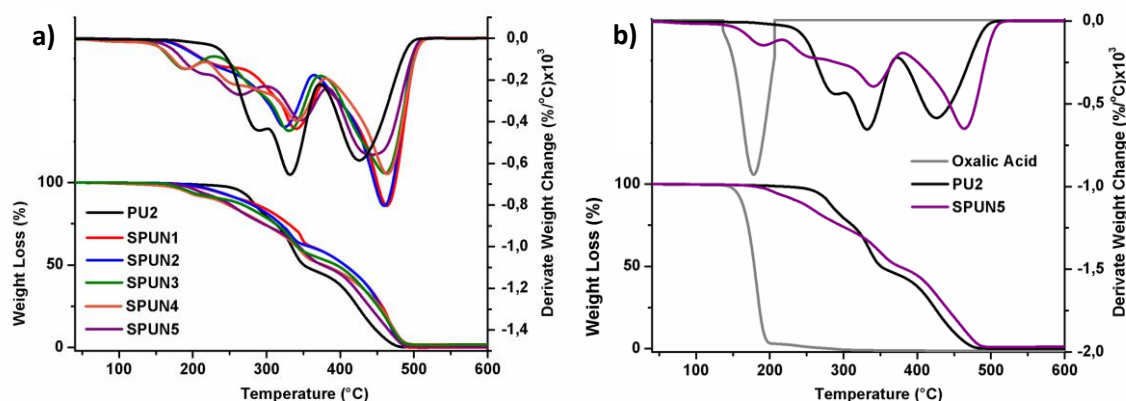 a)
100
50
0
Weight Loss (%)
PU2
SPUN1
SPUN2
SPUN3
SPUN4
SPUN5
0,0
-0,2
-0,4
-0,6
-0,8
-1,0
-1,2
-1,4
Derivate Weight Change (%/°C)x10³
100 200 300 400 500 600
Temperature (°C)
b)
100
50
0
Weight Loss (%)
Oxalic Acid
PU2
SPUN5
0,0
-0,5
-1,0
-1,5
-2,0
Derivate Weight Change (%/°C)x10³
100 200 300 400 500 600
Temperature (°C)